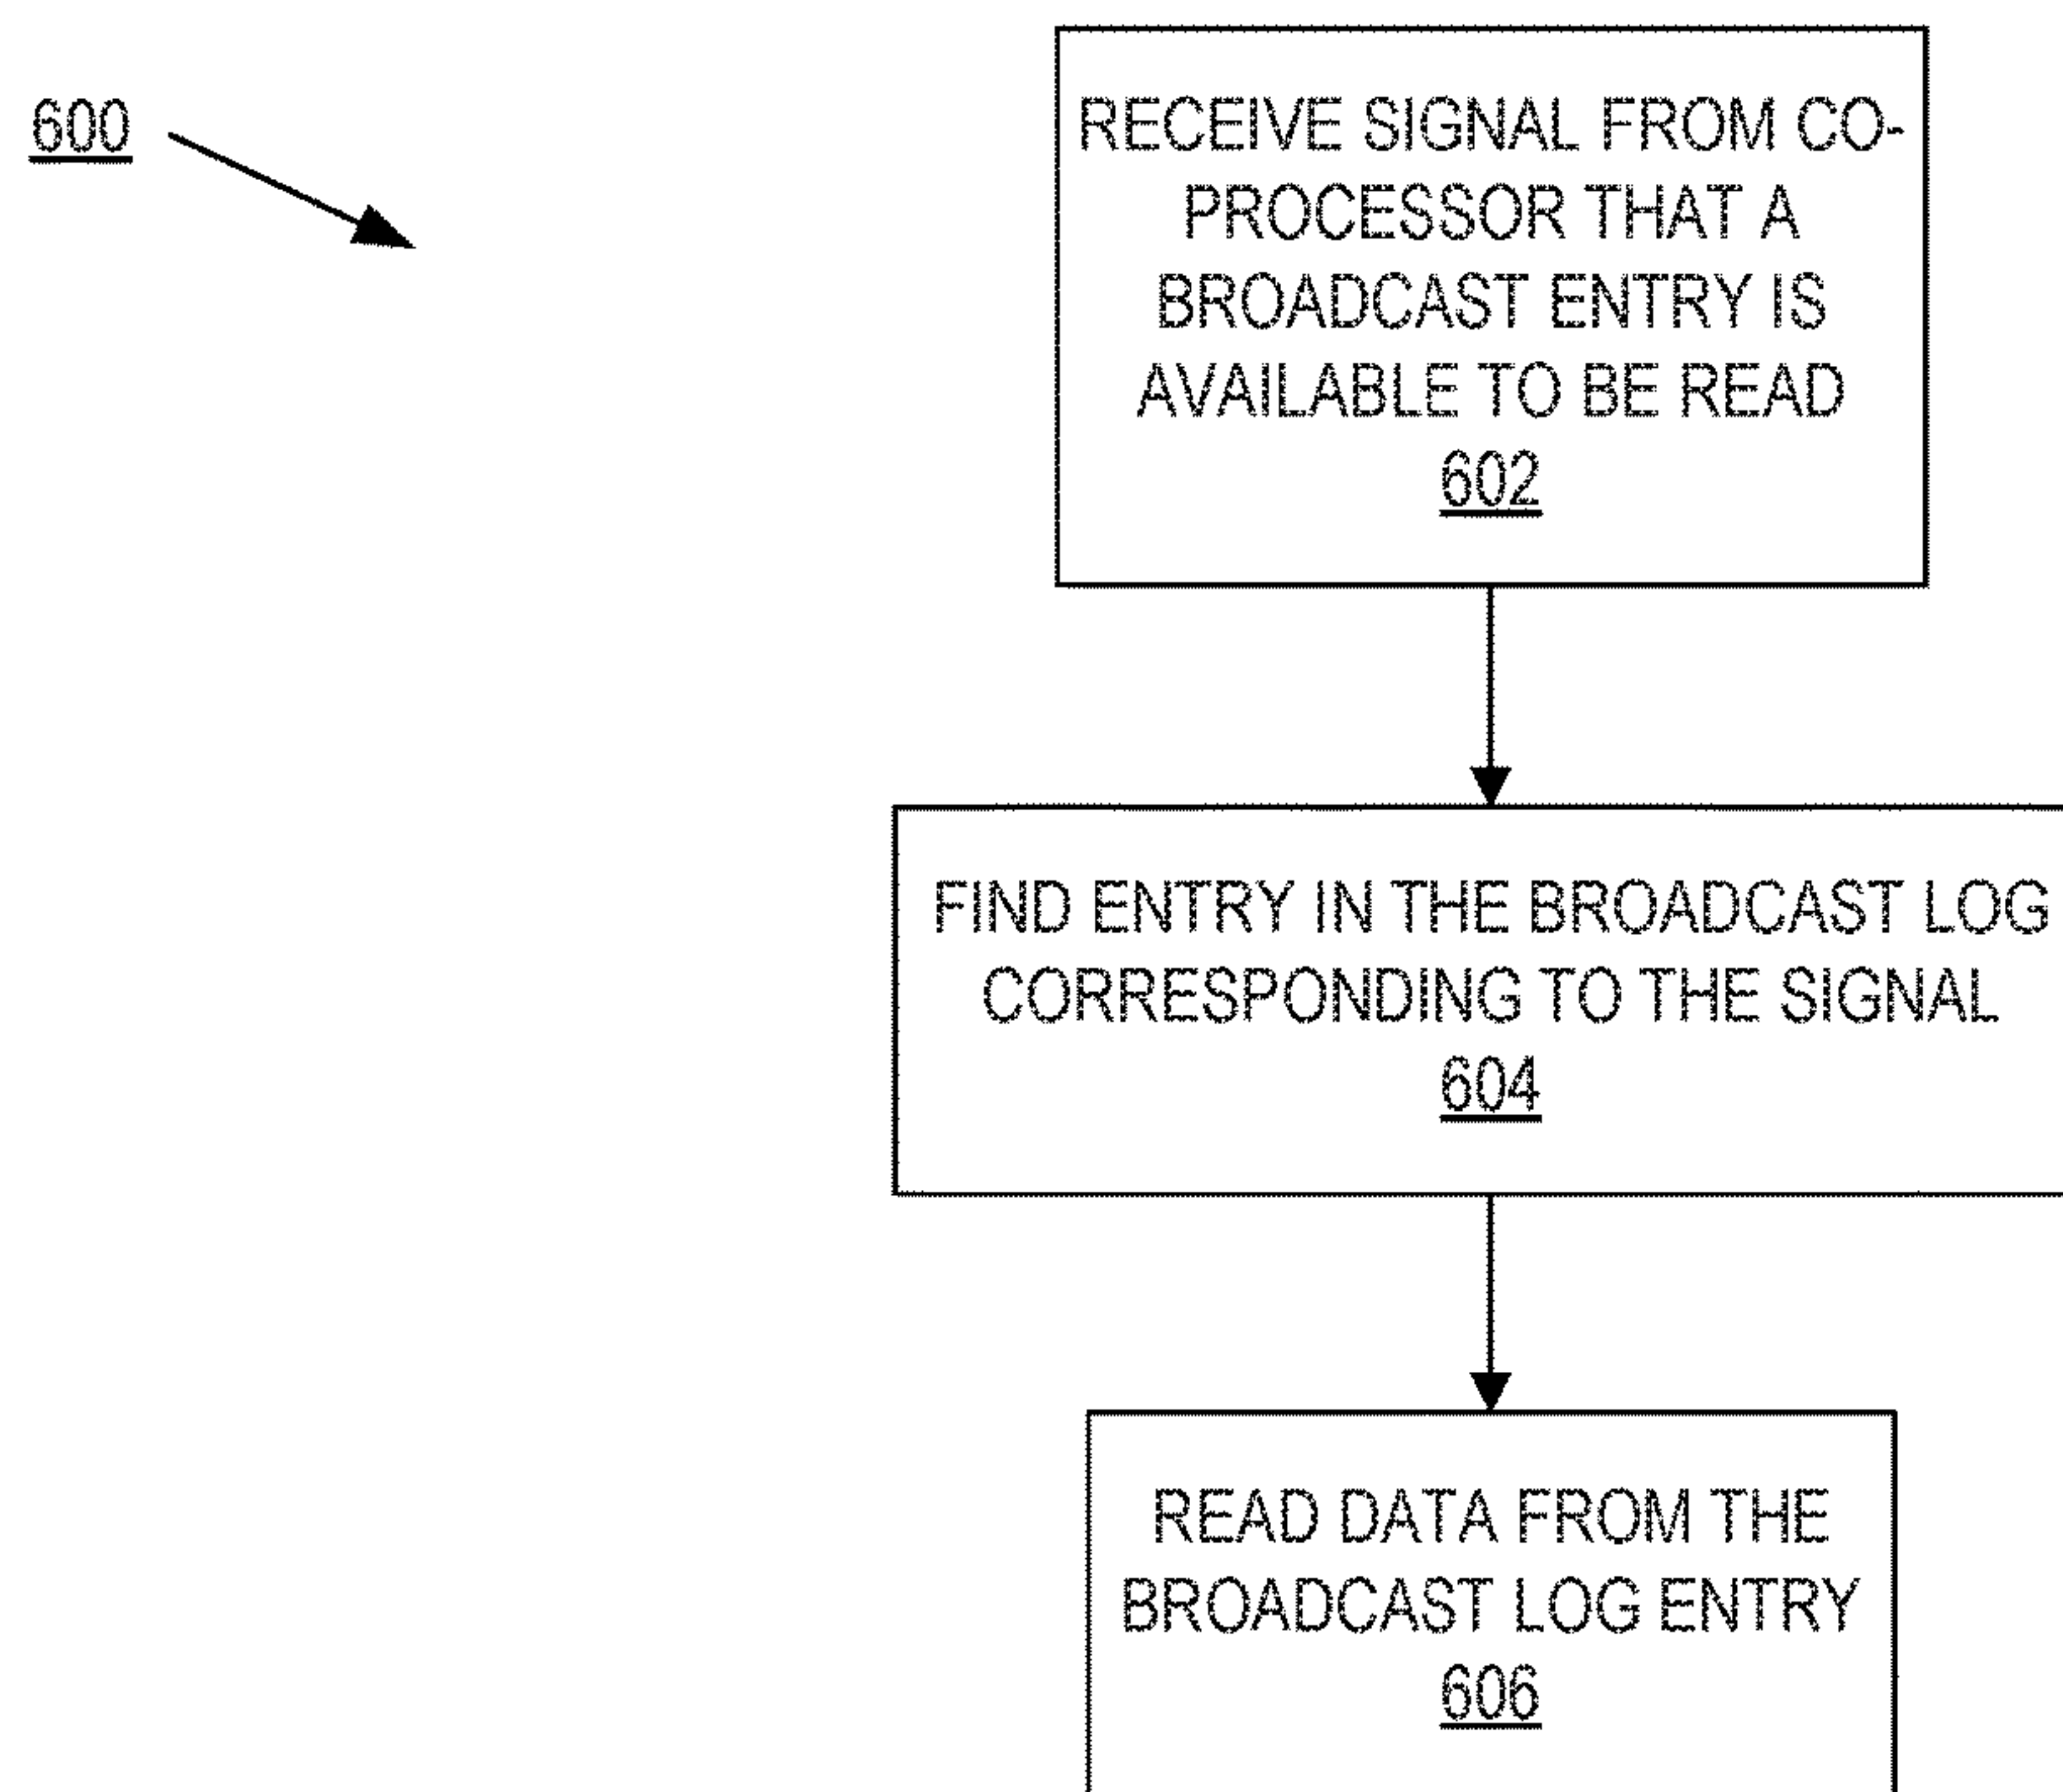 600
RECEIVE SIGNAL FROM CO-
PROCESSOR THAT A
BROADCAST ENTRY IS
AVAILABLE TO BE READ
602
FIND ENTRY IN THE BROADCAST LOG
CORRESPONDING TO THE SIGNAL
604
READ DATA FROM THE
BROADCAST LOG ENTRY
606